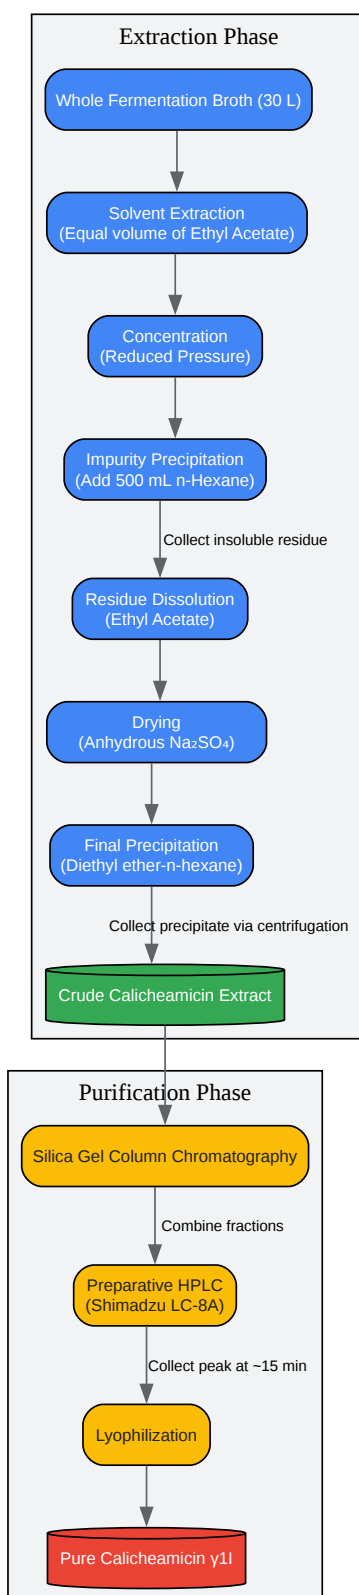 Extraction Phase
Whole Fermentation Broth (30 L)
Solvent Extraction
(Equal volume of Ethyl Acetate)
Concentration
(Reduced Pressure)
Impurity Precipitation
(Add 500 mL n-Hexane)
Collect insoluble residue
Residue Dissolution
(Ethyl Acetate)
Drying
(Anhydrous Na₂SO₄)
Final Precipitation
(Diethyl ether-n-hexane)
Collect precipitate via centrifugation
Crude Calicheamicin Extract
Purification Phase
Silica Gel Column Chromatography
Combine fractions
Preparative HPLC
(Shimadzu LC-8A)
Collect peak at ~15 min
Lyophilization
Pure Calicheamicin γ1I